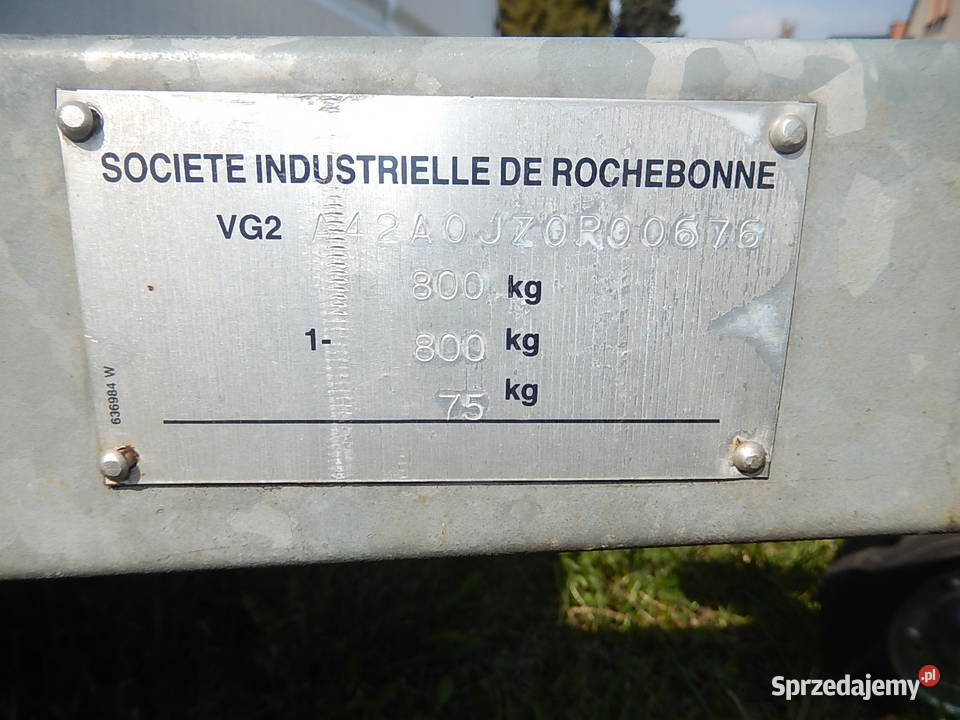 SOCIETE INDUSTRIELLE DE ROCHEBONNE
VG2 A42A0JZ0R00676
800 kg
1- 800 kg
75 kg
636984 W
Sprzedajemy.pl